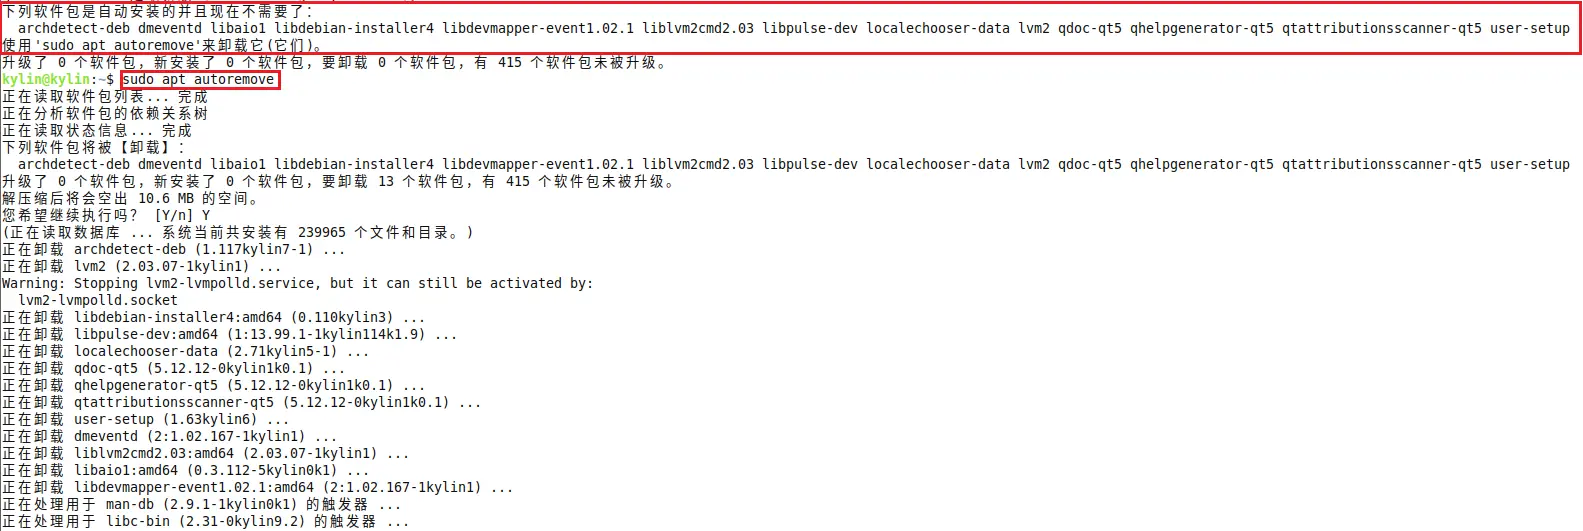 下列软件包是自动安装的并且现在不需要了：
archdetect-deb dmeventd libaio1 libdebian-installer4 libdevmapper-event1.02.1 liblvm2cmd2.03 libpulse-dev localechooser-data lvm2 qdoc-qt5 qhelpgenerator-qt5 qtattributionsscanner-qt5 user-setup
使用'sudo apt autoremove'来卸载它(它们)。
升级了 0 个软件包，新安装了 0 个软件包，要卸载 0 个软件包，有 415 个软件包未被升级。
kylin@kylin:~$ sudo apt autoremove
正在读取软件包列表... 完成
正在分析软件包的依赖关系树
正在读取状态信息... 完成
下列软件包将被【卸载】：
archdetect-deb dmeventd libaio1 libdebian-installer4 libdevmapper-event1.02.1 liblvm2cmd2.03 libpulse-dev localechooser-data lvm2 qdoc-qt5 qhelpgenerator-qt5 qtattributionsscanner-qt5 user-setup
升级了 0 个软件包，新安装了 0 个软件包，要卸载 13 个软件包，有 415 个软件包未被升级。
解压缩后将会空出 10.6 MB 的空间。
您希望继续执行吗？ [Y/n] Y
(正在读取数据库 ... 系统当前共安装有 239965 个文件和目录。)
正在卸载 archdetect-deb (1.117kylin7-1) ...
正在卸载 lvm2 (2.03.07-1kylin1) ...
Warning: Stopping lvm2-lvmpolld.service, but it can still be activated by:
lvm2-lvmpolld.socket
正在卸载 libdebian-installer4:amd64 (0.110kylin3) ...
正在卸载 libpulse-dev:amd64 (1:13.99.1-1kylin114k1.9) ...
正在卸载 localechooser-data (2.71kylin5-1) ...
正在卸载 qdoc-qt5 (5.12.12-0kylin1k0.1) ...
正在卸载 qhelpgenerator-qt5 (5.12.12-0kylin1k0.1) ...
正在卸载 qtattributionsscanner-qt5 (5.12.12-0kylin1k0.1) ...
正在卸载 user-setup (1.63kylin6) ...
正在卸载 dmeventd (2:1.02.167-1kylin1) ...
正在卸载 liblvm2cmd2.03:amd64 (2.03.07-1kylin1) ...
正在卸载 libaio1:amd64 (0.3.112-5kylin0k1) ...
正在卸载 libdevmapper-event1.02.1:amd64 (2:1.02.167-1kylin1) ...
正在处理用于 man-db (2.9.1-1kylin0k1) 的触发器 ...
正在处理用于 libc-bin (2.31-0kylin9.2) 的触发器 ...